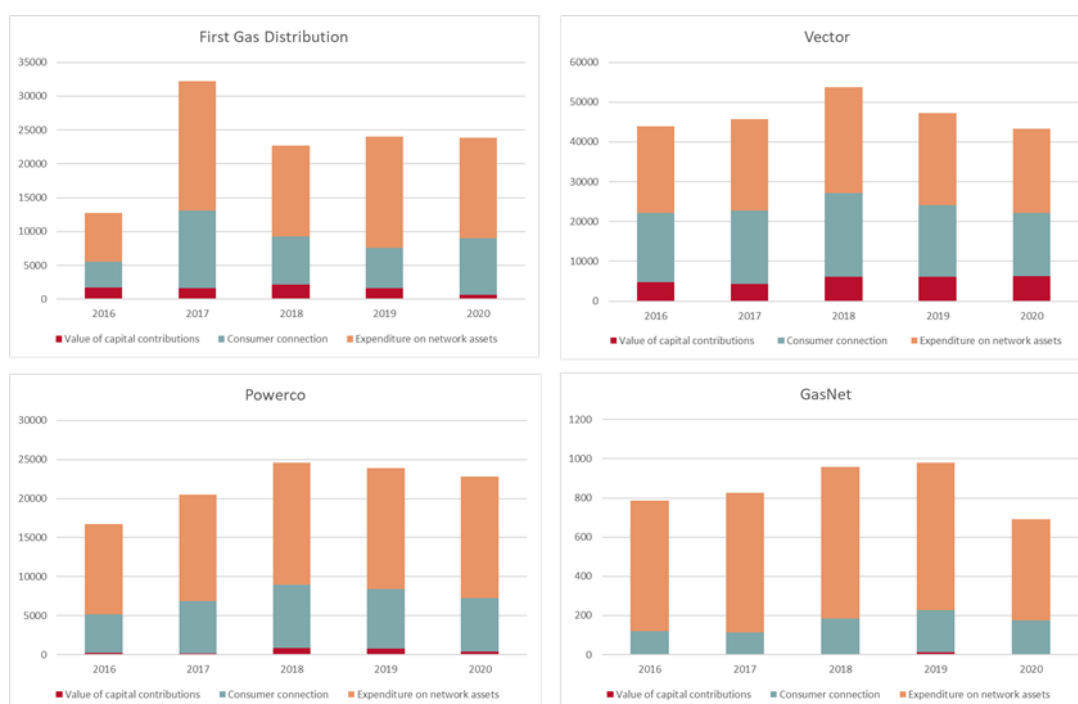 First Gas Distribution
35000
30000
25000
20000
15000
10000
5000
0
2016 2017 2018 2019 2020
Value of capital contributions Consumer connection Expenditure on network assets
Vector
60000
50000
40000
30000
20000
10000
0
2016 2017 2018 2019 2020
Value of capital contributions Consumer connection Expenditure on network assets
Powerco
30000
25000
20000
15000
10000
5000
0
2016 2017 2018 2019 2020
Value of capital contributions Consumer connection Expenditure on network assets
GasNet
1200
1000
800
600
400
200
0
2016 2017 2018 2019 2020
Value of capital contributions Consumer connection Expenditure on network assets